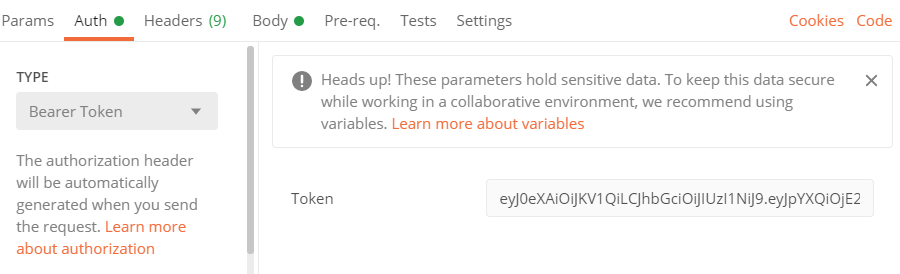 Params Auth Headers (9) Body Pre-req. Tests Settings Cookies Code
TYPE
Bearer Token
The authorization header
will be automatically
generated when you send
the request. Learn more
about authorization
Heads up! These parameters hold sensitive data. To keep this data secure
while working in a collaborative environment, we recommend using
variables. Learn more about variables
Token
eyJ0eXAiOiJKV1QiLCJhbGciOiJIUzI1NiJ9.eyJpYXQiOjE2